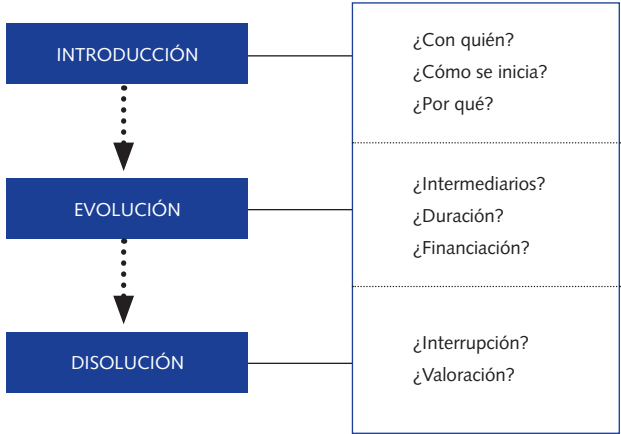 INTRODUCCIÓN
¿Con quién?
¿Cómo se inicia?
¿Por qué?
EVOLUCIÓN
¿Intermediarios?
¿Duración?
¿Financiación?
DISOLUCIÓN
¿Interrupción?
¿Valoración?